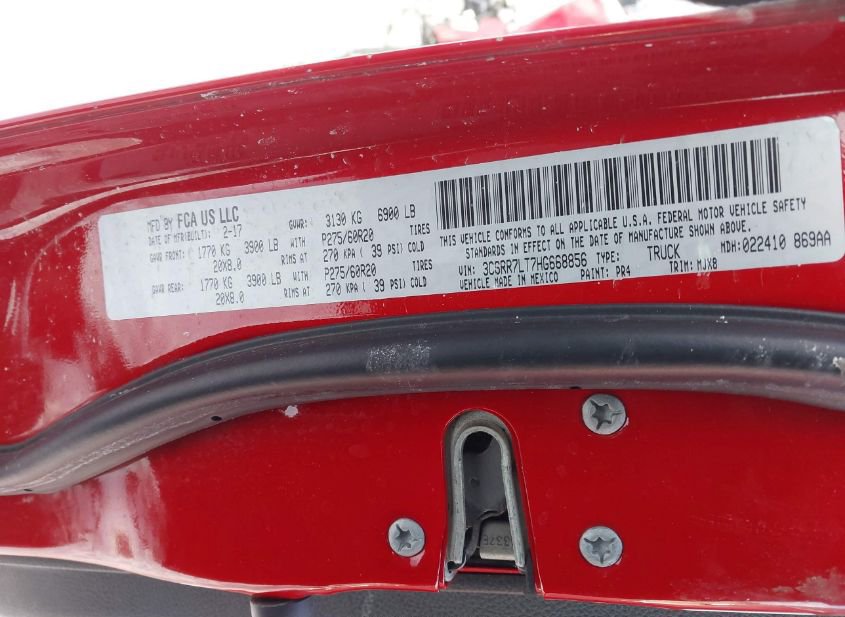 MFD BY FCA US LLC
DATE OF MFR(BUILT): 2-17 GVWR: 3130 KG 6900 LB
GAWR FRONT: 1770 KG 3900 LB WITH P275/60R20 TIRES
20X8.0 RIMS AT 270 KPA ( 39 PSI) COLD
GAWR REAR: 1770 KG 3900 LB WITH P275/60R20 TIRES
20X8.0 RIMS AT 270 KPA ( 39 PSI) COLD
THIS VEHICLE CONFORMS TO ALL APPLICABLE U.S.A. FEDERAL MOTOR VEHICLE SAFETY
STANDARDS IN EFFECT ON THE DATE OF MANUFACTURE SHOWN ABOVE.
VIN: 3C6RR7LT7HG668856 TYPE: TRUCK MDH: 022410 869AA
VEHICLE MADE IN MEXICO PAINT: PR4 TRIM: MJX8